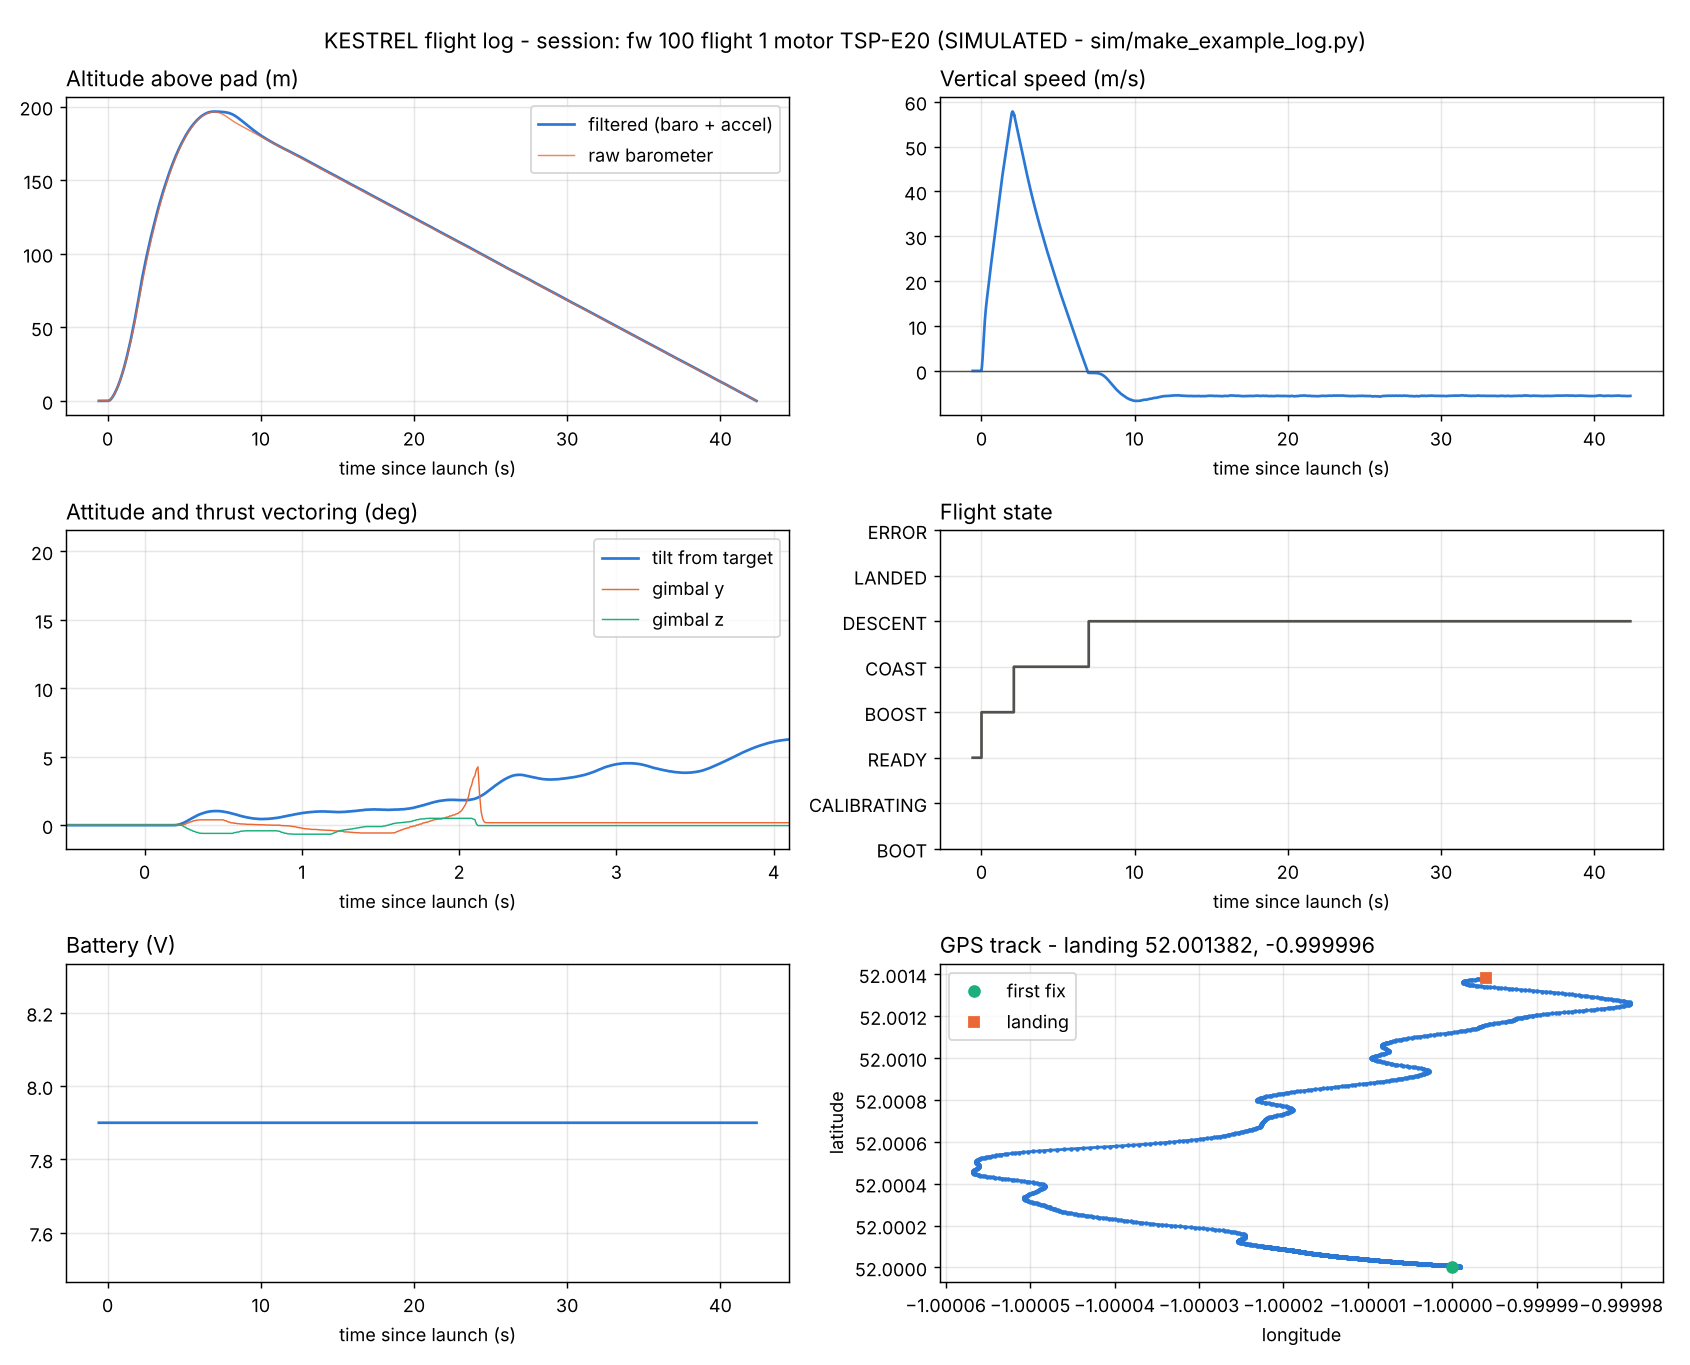 KESTREL flight log - session: fw 100 flight 1 motor TSP-E20 (SIMULATED - sim/make_example_log.py)
Altitude above pad (m)
200
150
100
50
0
filtered (baro + accel)
raw barometer
0 10 20 30 40
time since launch (s)
Vertical speed (m/s)
60
50
40
30
20
10
0
0 10 20 30 40
time since launch (s)
Attitude and thrust vectoring (deg)
20
15
10
5
0
tilt from target
gimbal y
gimbal z
0 1 2 3 4
time since launch (s)
Flight state
ERROR
LANDED
DESCENT
COAST
BOOST
READY
CALIBRATING
BOOT
0 10 20 30 40
time since launch (s)
Battery (V)
8.2
8.0
7.8
7.6
0 10 20 30 40
time since launch (s)
GPS track - landing 52.001382, -0.999996
latitude
52.0014
52.0012
52.0010
52.0008
52.0006
52.0004
52.0002
52.0000
first fix
landing
−1.00006 −1.00005 −1.00004 −1.00003 −1.00002 −1.00001 −1.00000 −0.99999 −0.99998
longitude